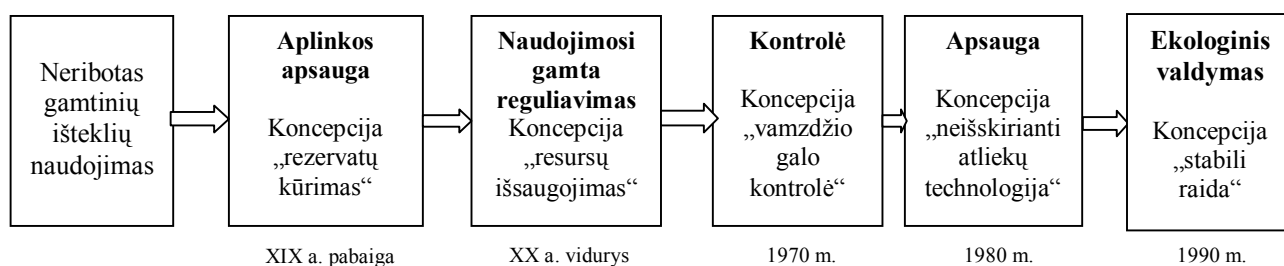 Neribotas
gamtinių
išteklių
naudojimas
Aplinkos
apsauga
Koncepcija
„rezervatų
kūrimas“
XIX a. pabaiga
Naudojimosi
gamta
reguliavimas
Koncepcija
„resursų
išsaugojimas“
XX a. vidurys
Kontrolė
Koncepcija
„vamzdžio
galo
kontrolė“
1970 m.
Apsauga
Koncepcija
„neišskirianti
atliekų
technologija“
1980 m.
Ekologinis
valdymas
Koncepcija
„stabili
raida“
1990 m.